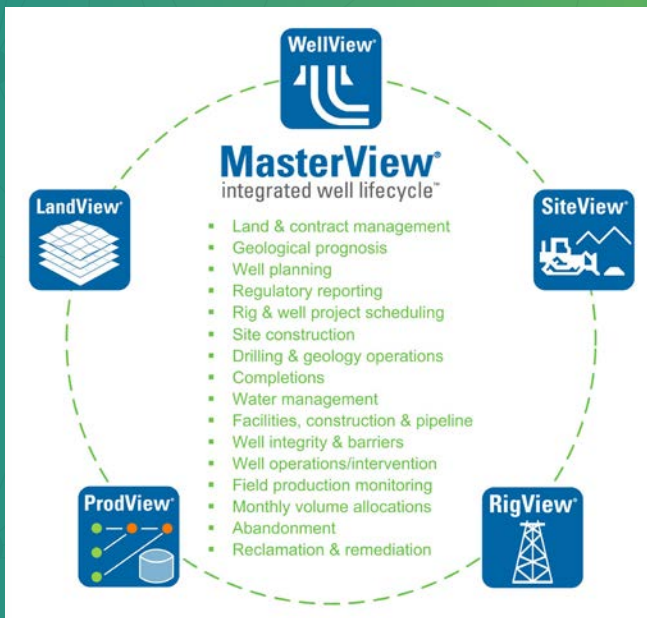 WellView®
MasterView®
integrated well lifecycle™
LandView®
SiteView®
▪ Land & contract management
▪ Geological prognosis
▪ Well planning
▪ Regulatory reporting
▪ Rig & well project scheduling
▪ Site construction
▪ Drilling & geology operations
▪ Completions
▪ Water management
▪ Facilities, construction & pipeline
▪ Well integrity & barriers
▪ Well operations/intervention
▪ Field production monitoring
▪ Monthly volume allocations
▪ Abandonment
▪ Reclamation & remediation
ProdView®
RigView®